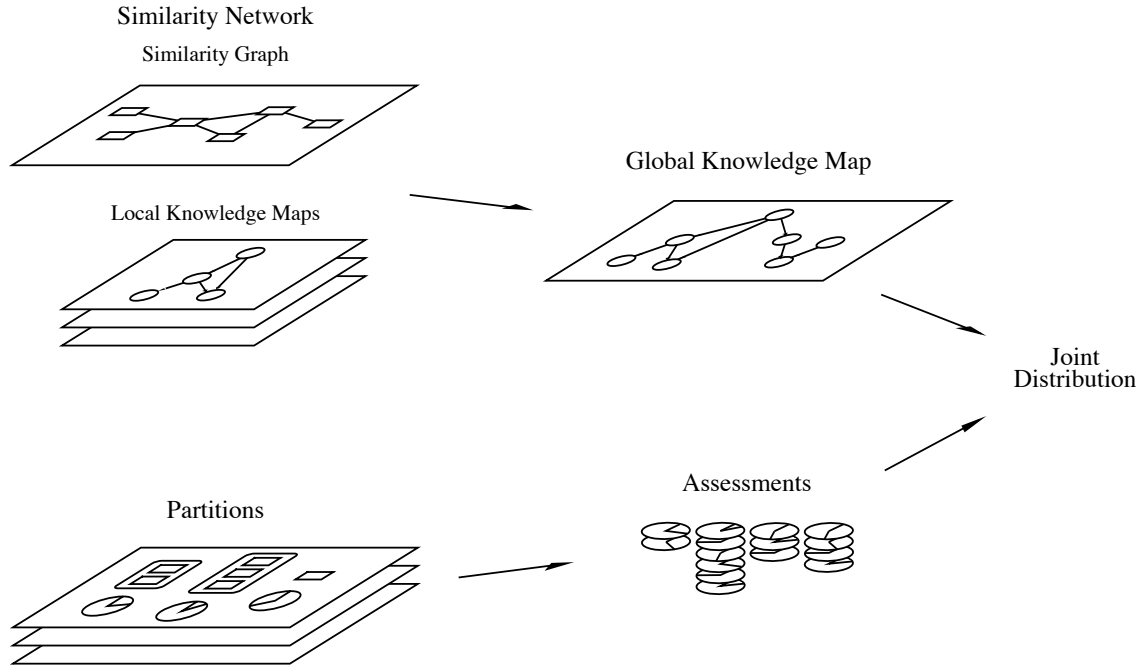 Similarity Network
Similarity Graph
Local Knowledge Maps
Global Knowledge Map
Joint
Distribution
Partitions
Assessments